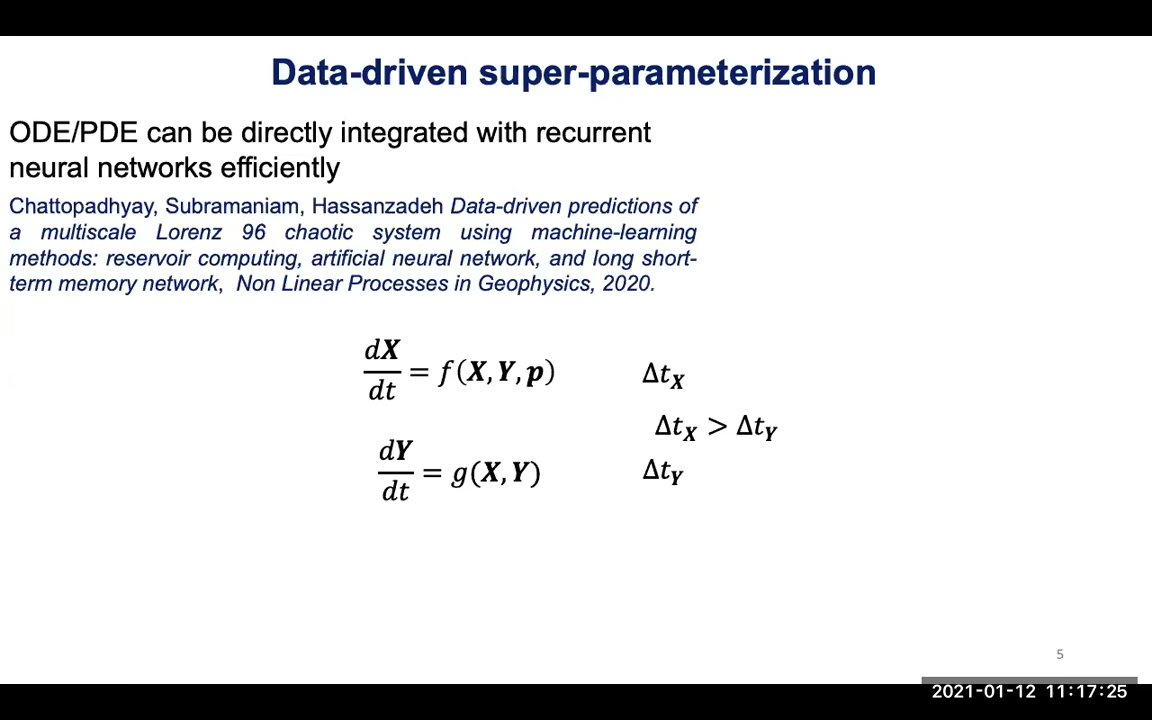 Data-driven super-parameterization
ODE/PDE can be directly integrated with recurrent
neural networks efficiently
Chattopadhyay, Subramaniam, Hassanzadeh Data-driven predictions of
a multiscale Lorenz 96 chaotic system using machine-learning
methods: reservoir computing, artificial neural network, and long short-
term memory network, Non Linear Processes in Geophysics, 2020.
dX/dt = f(X, Y, p) Δt_X
Δt_X > Δt_Y
dY/dt = g(X, Y) Δt_Y
5
2021-01-12 11:17:25